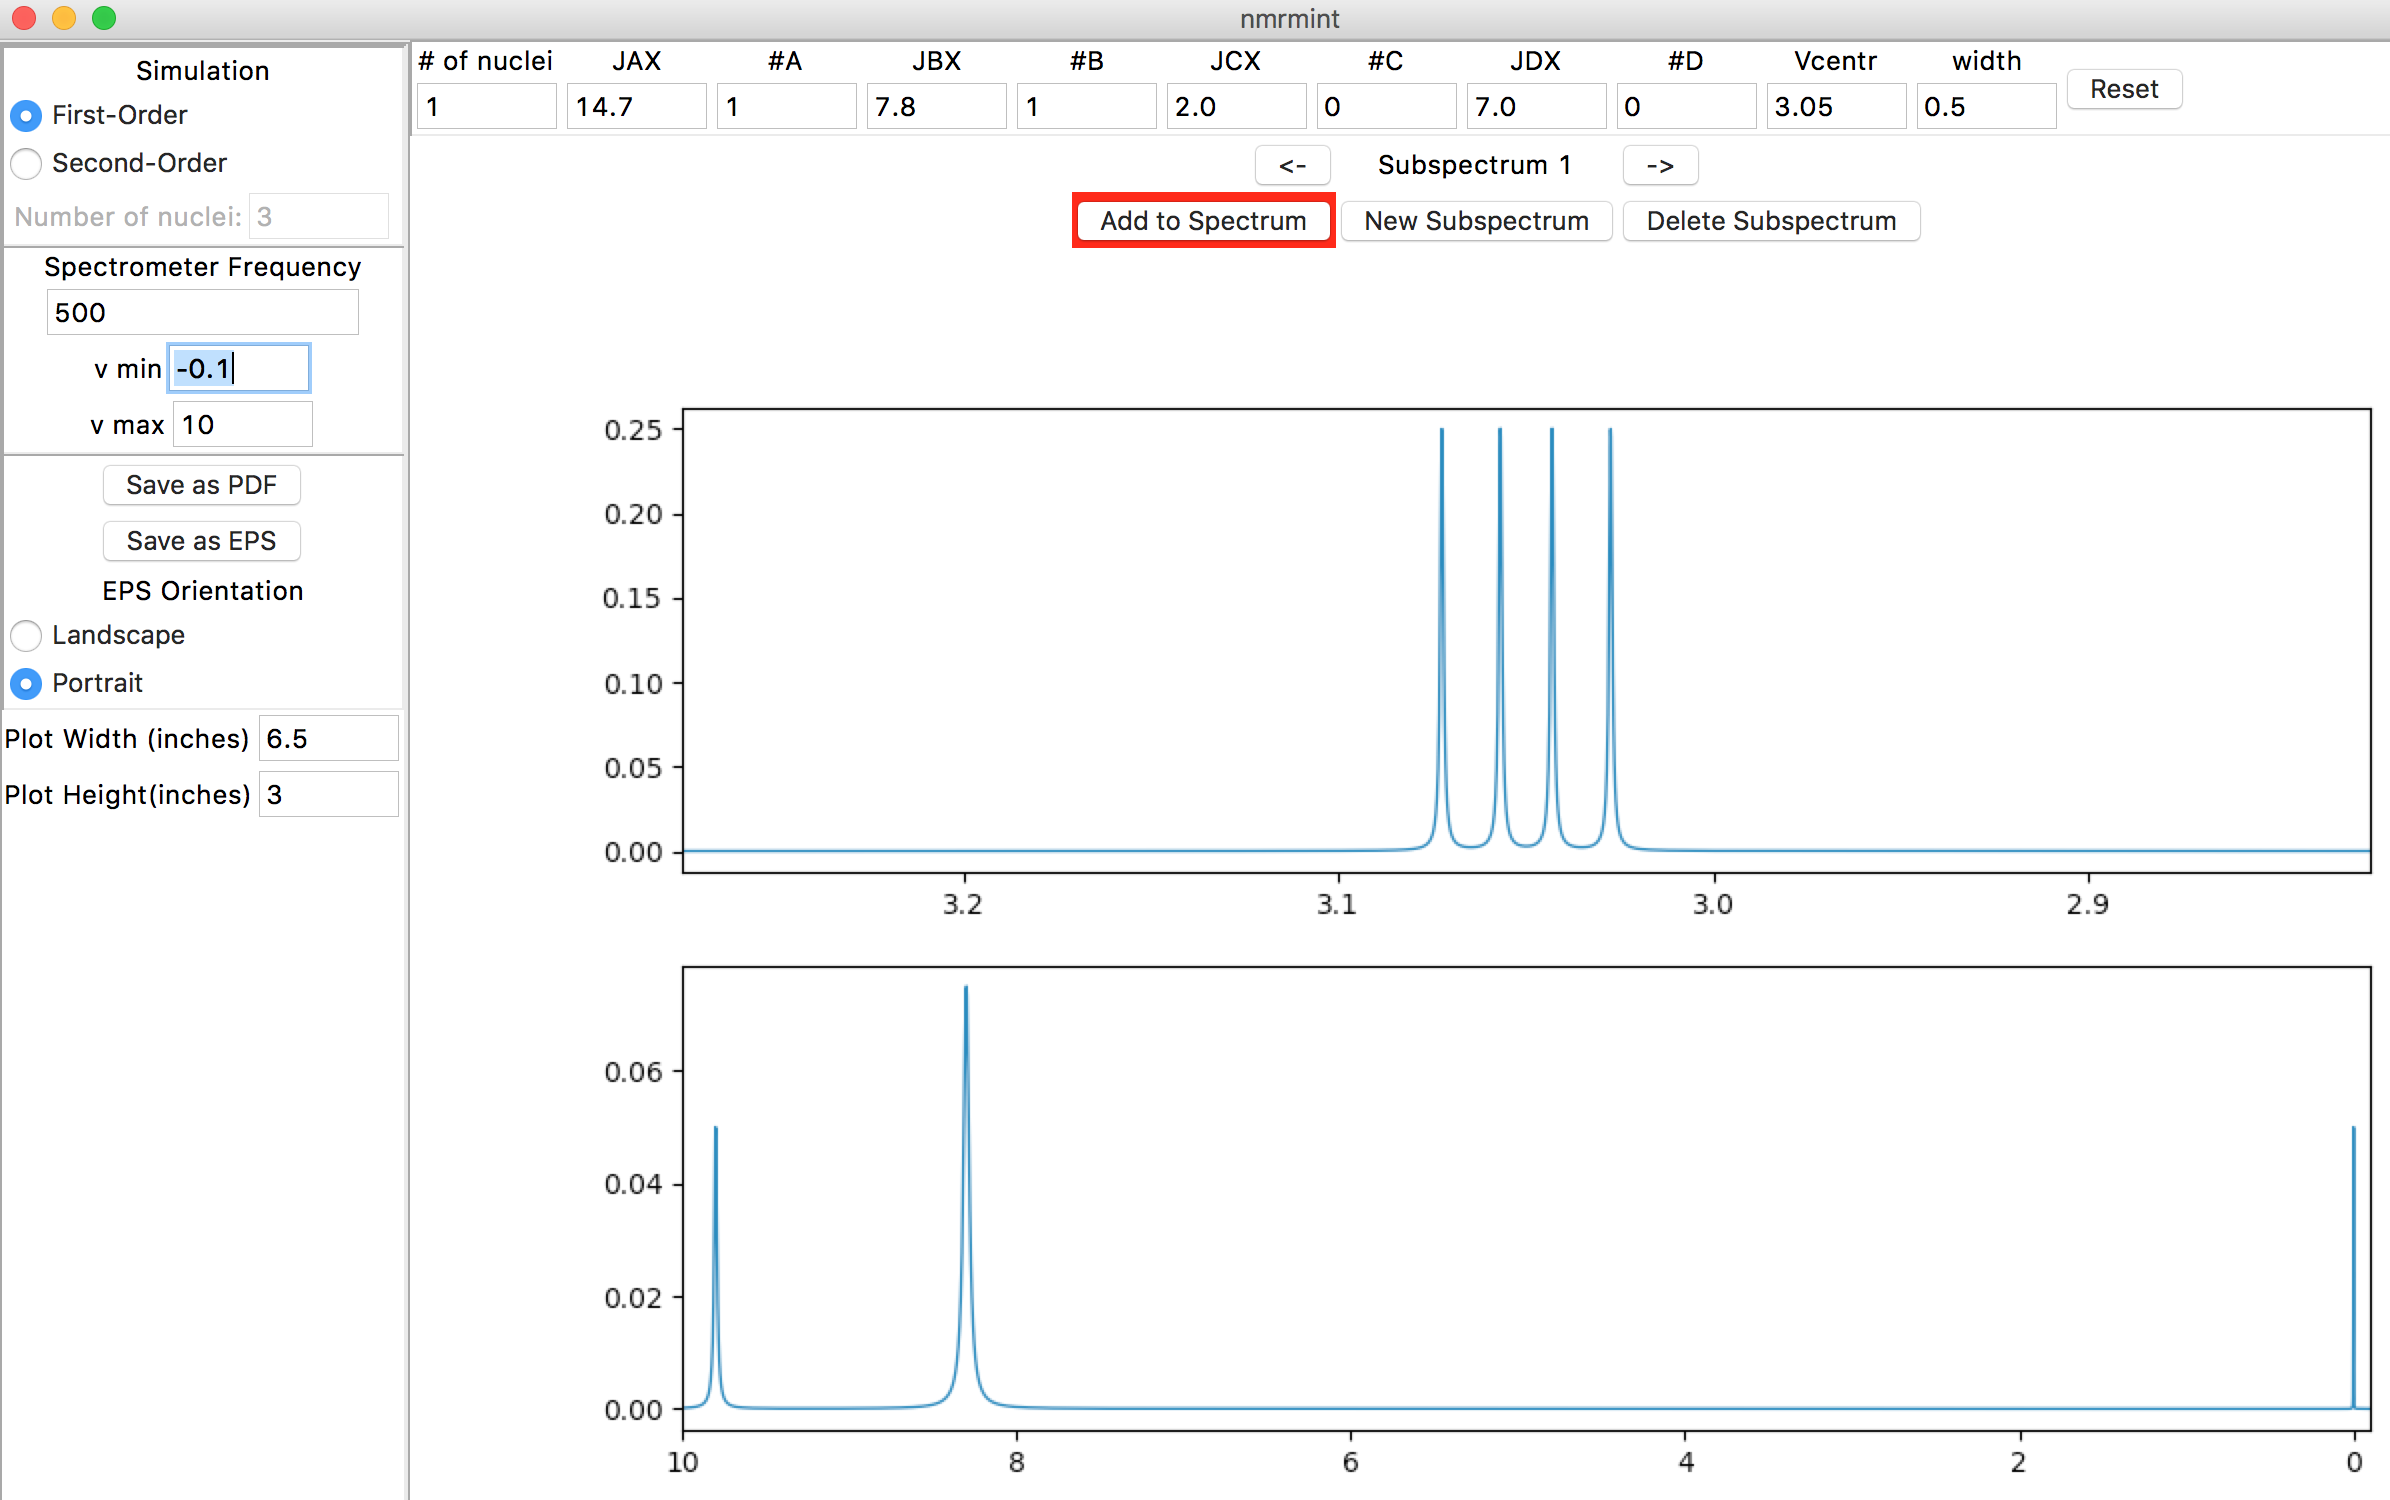 nmrmint
Simulation
First-Order
Second-Order
Number of nuclei: 3
Spectrometer Frequency
500
v min -0.1
v max 10
Save as PDF
Save as EPS
EPS Orientation
Landscape
Portrait
Plot Width (inches) 6.5
Plot Height(inches) 3
# of nuclei JAX #A JBX #B JCX #C JDX #D Vcentr width
1 14.7 1 7.8 1 2.0 0 7.0 0 3.05 0.5 Reset
<- Subspectrum 1 ->
Add to Spectrum New Subspectrum Delete Subspectrum
0.25
0.20
0.15
0.10
0.05
0.00
3.2 3.1 3.0 2.9
0.06
0.04
0.02
0.00
10 8 6 4 2 0